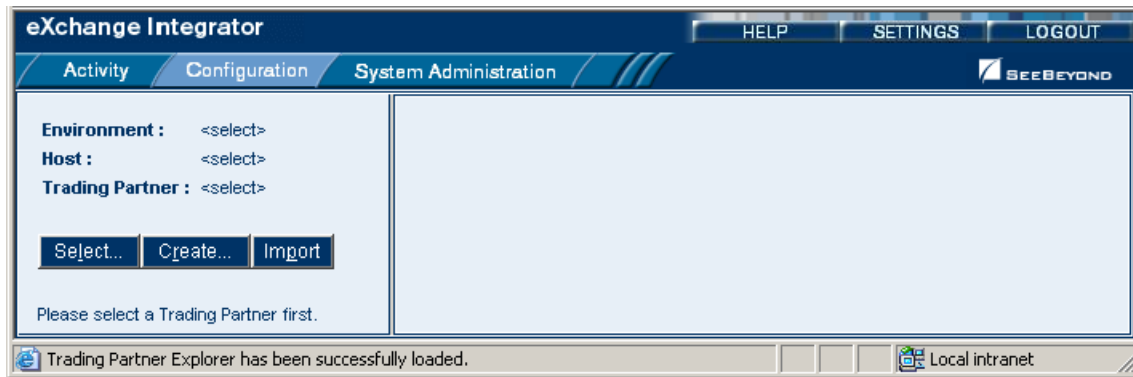 eXchange Integrator
HELP
SETTINGS
LOGOUT
Activity
Configuration
System Administration
SEEBEYOND
Environment : <select>
Host : <select>
Trading Partner : <select>
Select...
Create...
Import
Please select a Trading Partner first.
Trading Partner Explorer has been successfully loaded.
Local intranet